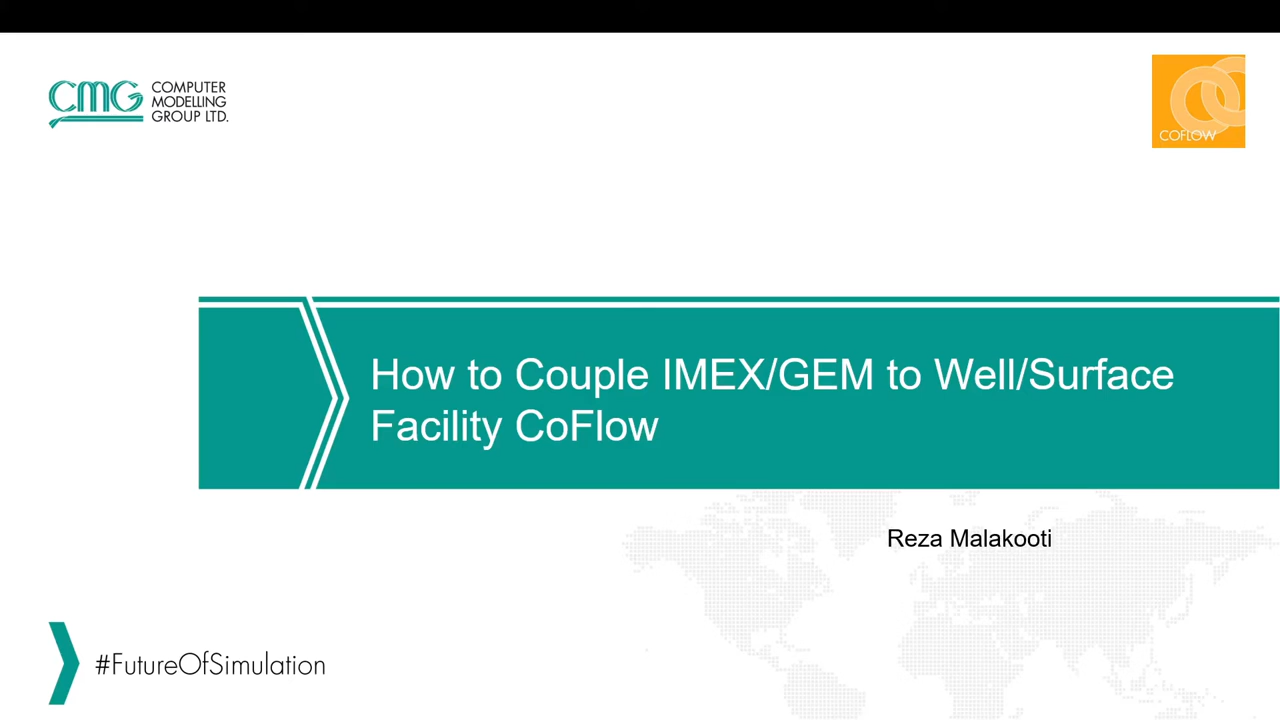 CMG
COMPUTER
MODELLING
GROUP LTD.
COFLOW
How to Couple IMEX/GEM to Well/Surface
Facility CoFlow
Reza Malakooti
#FutureOfSimulation